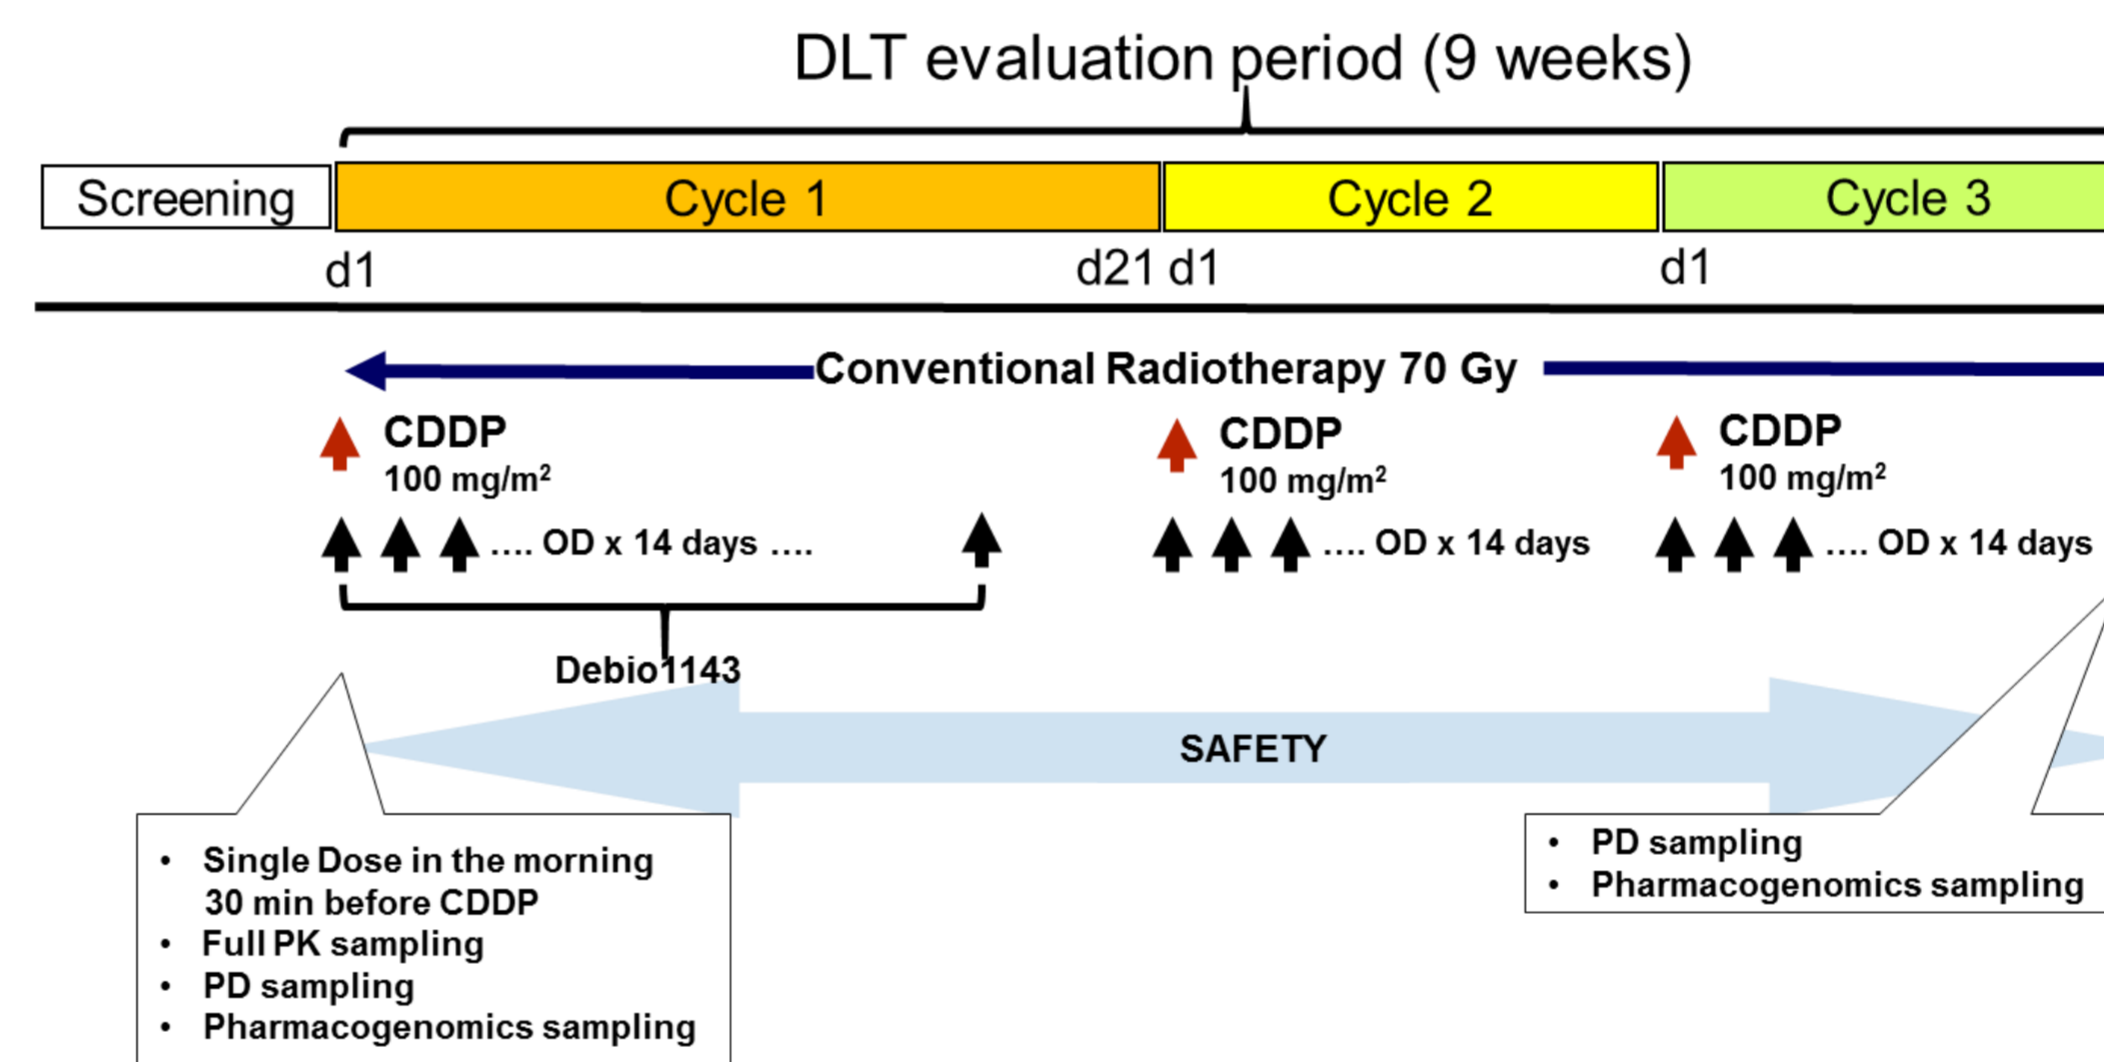 DLT evaluation period (9 weeks)
Screening
Cycle 1
Cycle 2
Cycle 3
d1
d21
d1
d1
Conventional Radiotherapy 70 Gy
CDDP
100 mg/m²
CDDP
100 mg/m²
CDDP
100 mg/m²
.... OD x 14 days ....
.... OD x 14 days
.... OD x 14 days
Debio1143
SAFETY
• Single Dose in the morning
30 min before CDDP
• Full PK sampling
• PD sampling
• Pharmacogenomics sampling
• PD sampling
• Pharmacogenomics sampling